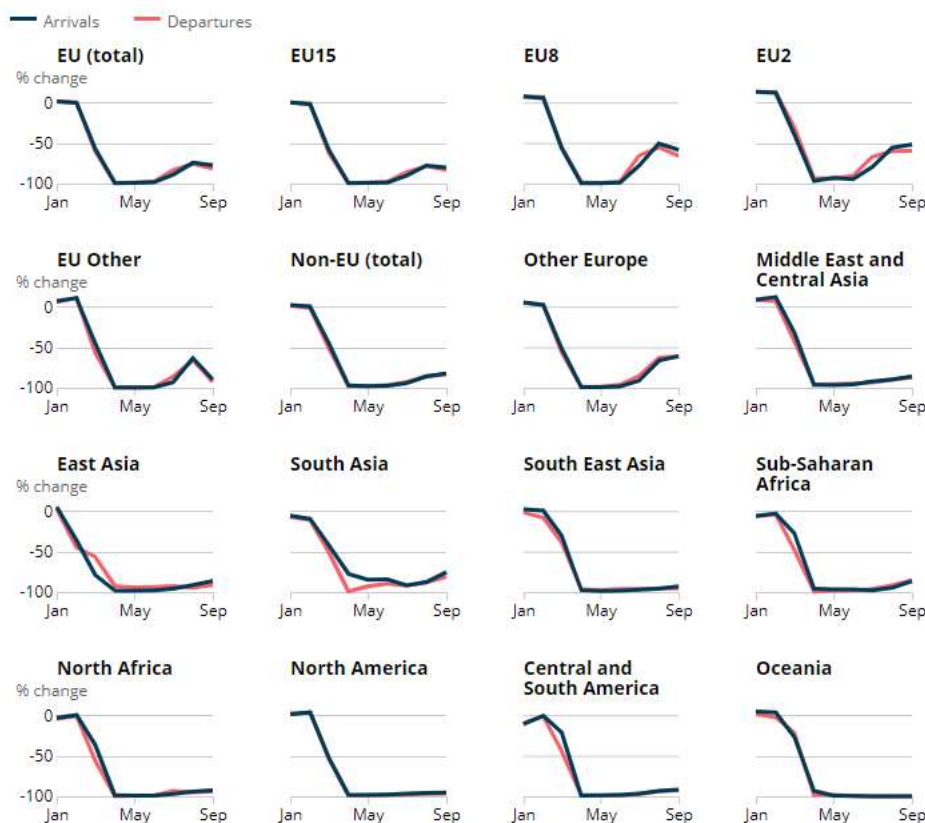 Arrivals Departures
EU (total) EU15 EU8 EU2
% change
0
-50
-100
Jan May Sep Jan May Sep Jan May Sep Jan May Sep
EU Other Non-EU (total) Other Europe Middle East and
Central Asia
% change
0
-50
-100
Jan May Sep Jan May Sep Jan May Sep Jan May Sep
East Asia South Asia South East Asia Sub-Saharan
Africa
% change
0
-50
-100
Jan May Sep Jan May Sep Jan May Sep Jan May Sep
North Africa North America Central and Oceania
South America
% change
0
-50
-100
Jan May Sep Jan May Sep Jan May Sep Jan May Sep